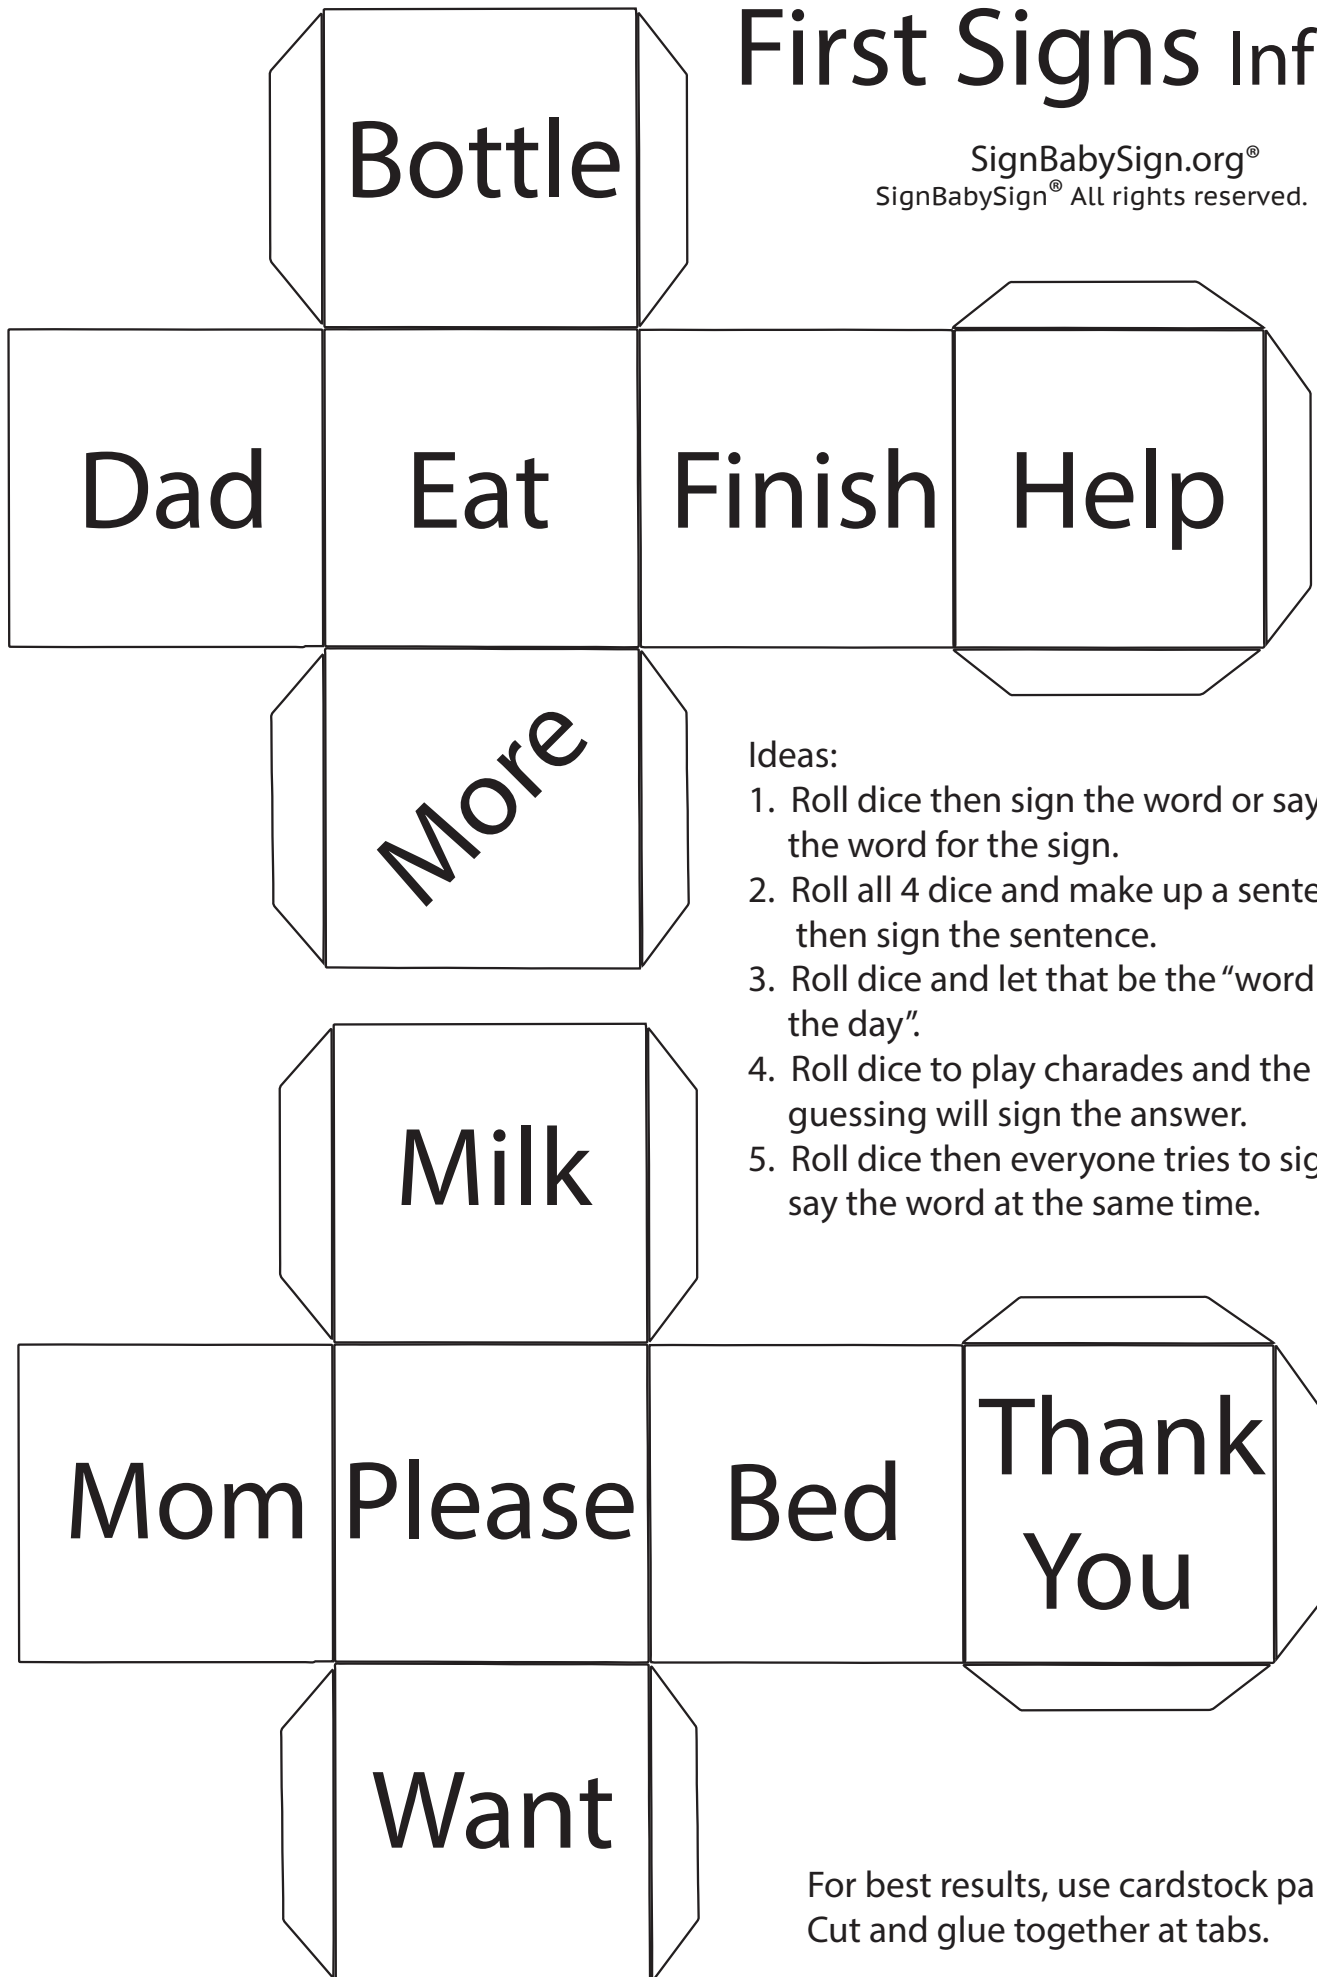 First Signs Inf
SignBabySign.org®
SignBabySign® All rights reserved.
Bottle
Dad Eat Finish Help
More
Ideas:
1. Roll dice then sign the word or say
the word for the sign.
2. Roll all 4 dice and make up a sente
then sign the sentence.
3. Roll dice and let that be the “word
the day”.
4. Roll dice to play charades and the
guessing will sign the answer.
5. Roll dice then everyone tries to sig
say the word at the same time.
Milk
Mom Please Bed Thank
You
Want
For best results, use cardstock pa
Cut and glue together at tabs.